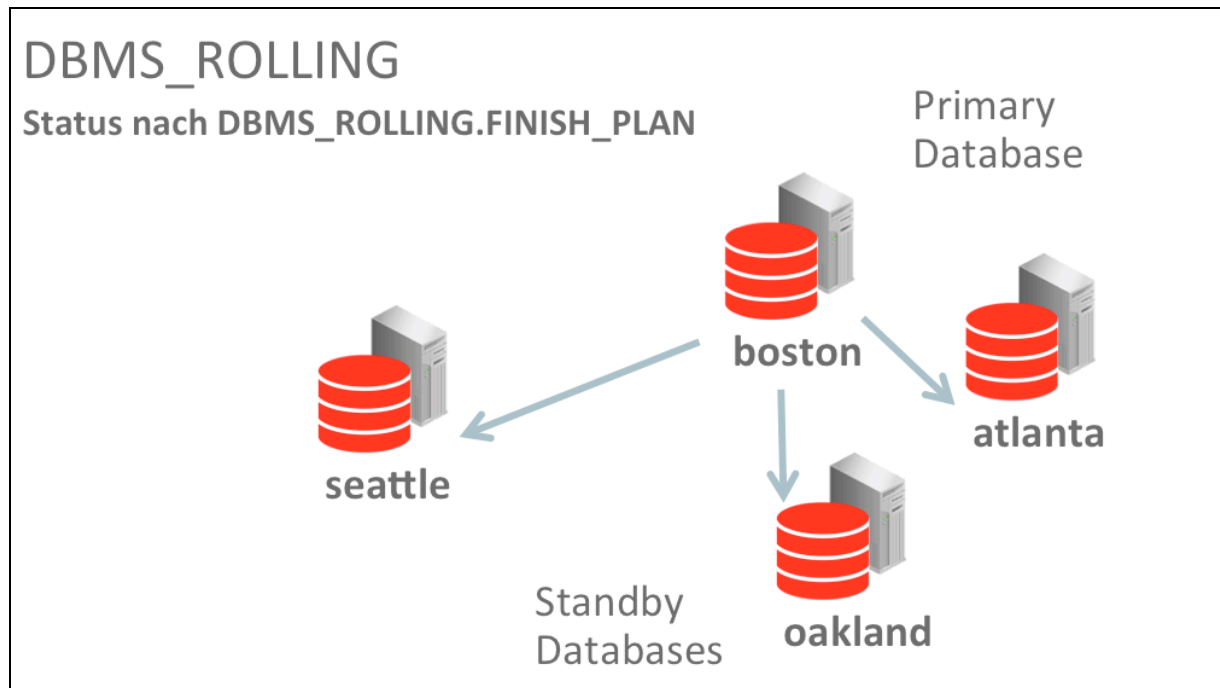 DBMS_ROLLING
Status nach DBMS_ROLLING.FINISH_PLAN
Primary
Database
boston
atlanta
seattle
oakland
Standby
Databases